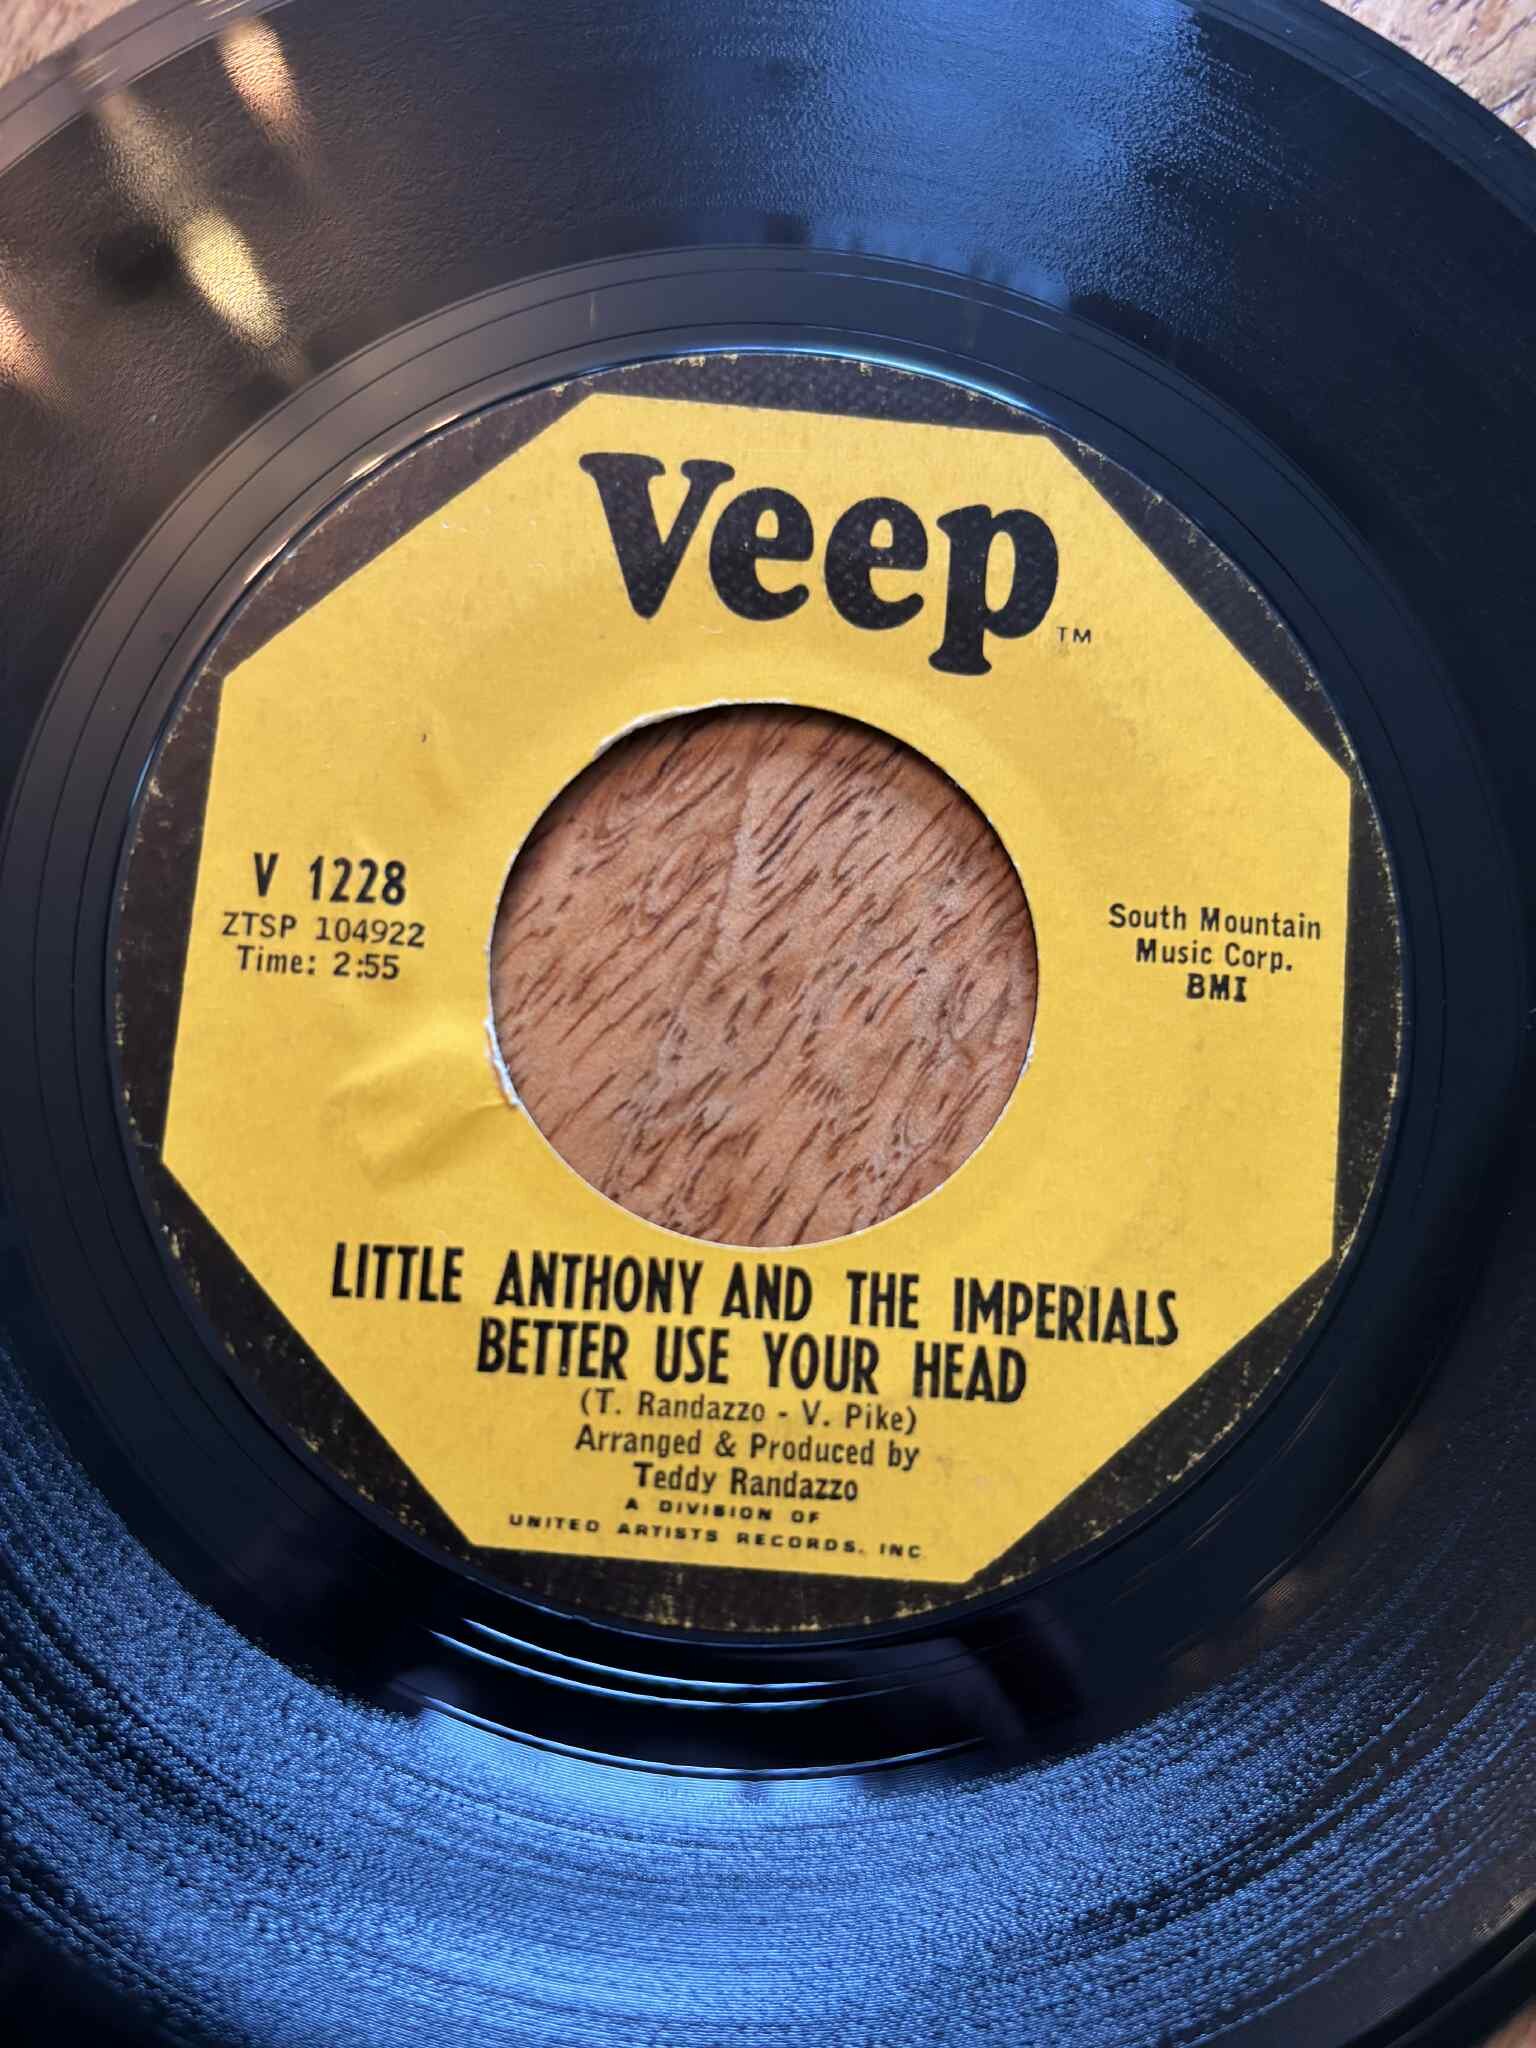 Veep
TM
V 1228
ZTSP 104922
Time: 2:55
South Mountain
Music Corp.
BMI
LITTLE ANTHONY AND THE IMPERIALS
BETTER USE YOUR HEAD
(T. Randazzo - V. Pike)
Arranged & Produced by
Teddy Randazzo
A DIVISION OF
UNITED ARTISTS RECORDS, INC.